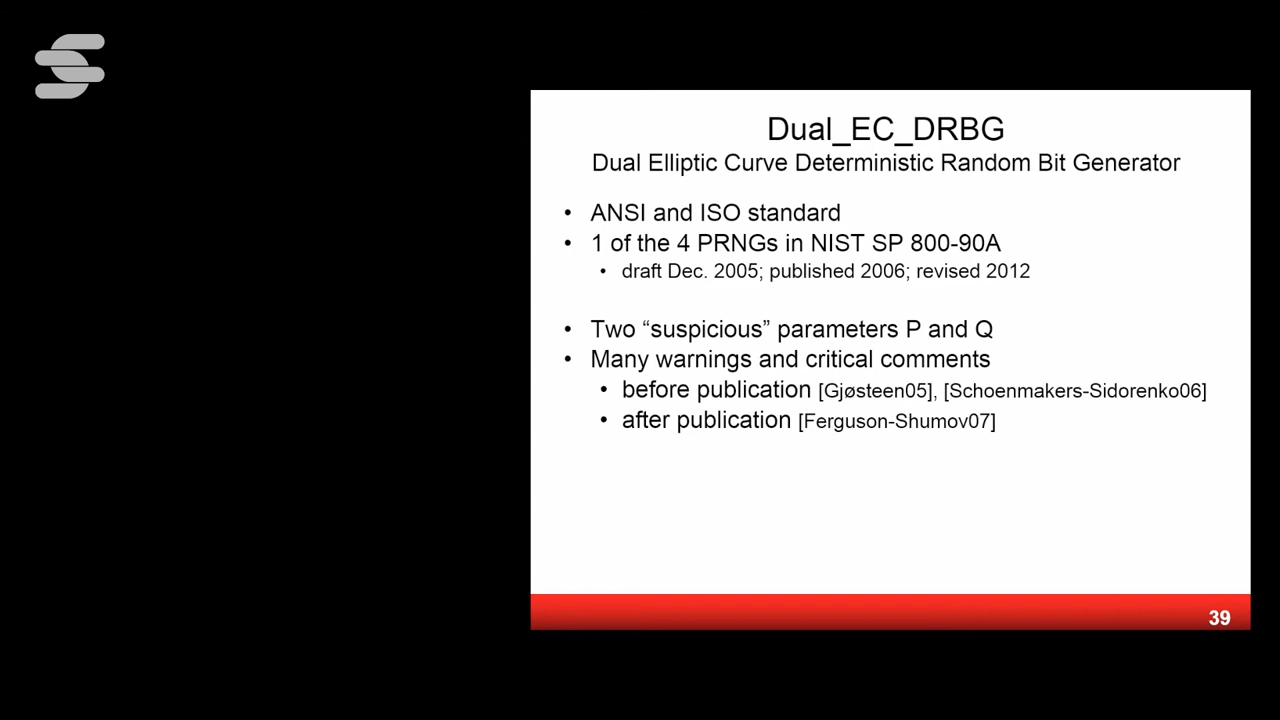 Dual_EC_DRBG
Dual Elliptic Curve Deterministic Random Bit Generator
• ANSI and ISO standard
• 1 of the 4 PRNGs in NIST SP 800-90A
• draft Dec. 2005; published 2006; revised 2012
• Two “suspicious” parameters P and Q
• Many warnings and critical comments
• before publication [Gjøsteen05], [Schoenmakers-Sidorenko06]
• after publication [Ferguson-Shumov07]
39